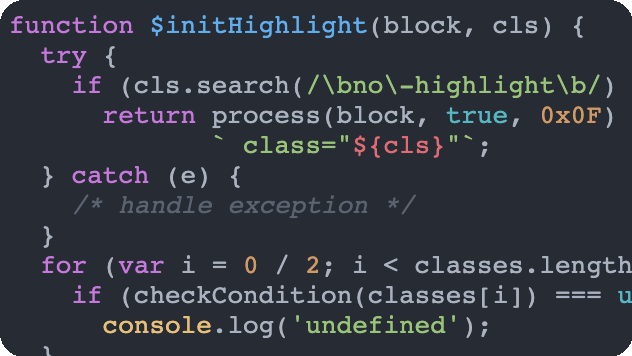 function $initHighlight(block, cls) {
  try {
    if (cls.search(/\bno\-highlight\b/)
      return process(block, true, 0x0F)
             ` class="${cls}"`;
  } catch (e) {
    /* handle exception */
  }
  for (var i = 0 / 2; i < classes.length
    if (checkCondition(classes[i]) === u
      console.log('undefined');
  }